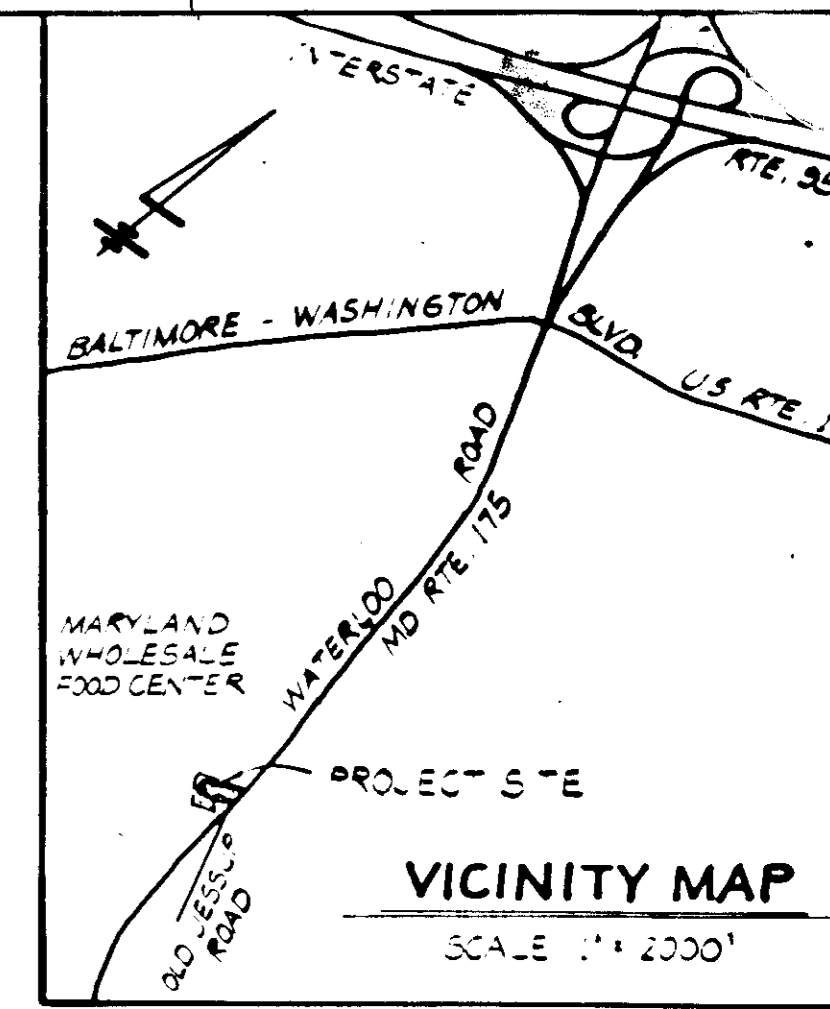 INTERSTATE
RTE. 95
BALTIMORE - WASHINGTON
BLVD.
US RTE. 1
ROAD
MD RTE. 175
WATERLOO
MARYLAND
WHOLESALE
FOOD CENTER
PROJECT SITE
OLD JESSUP
ROAD
VICINITY MAP
SCALE 1" = 2000'